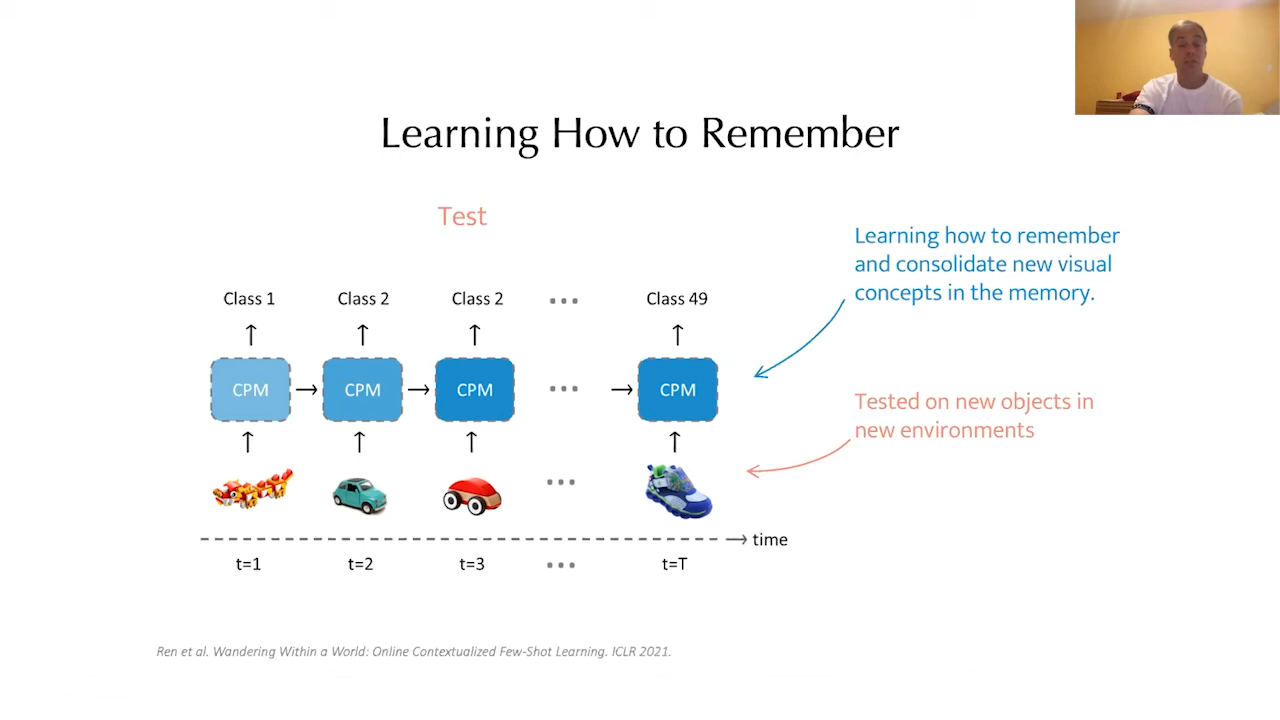 Learning How to Remember
Test
Learning how to remember
and consolidate new visual
concepts in the memory.
Class 1 Class 2 Class 2 Class 49
CPM CPM CPM CPM
Tested on new objects in
new environments
time
t=1 t=2 t=3 t=T
Ren et al. Wandering Within a World: Online Contextualized Few-Shot Learning. ICLR 2021.